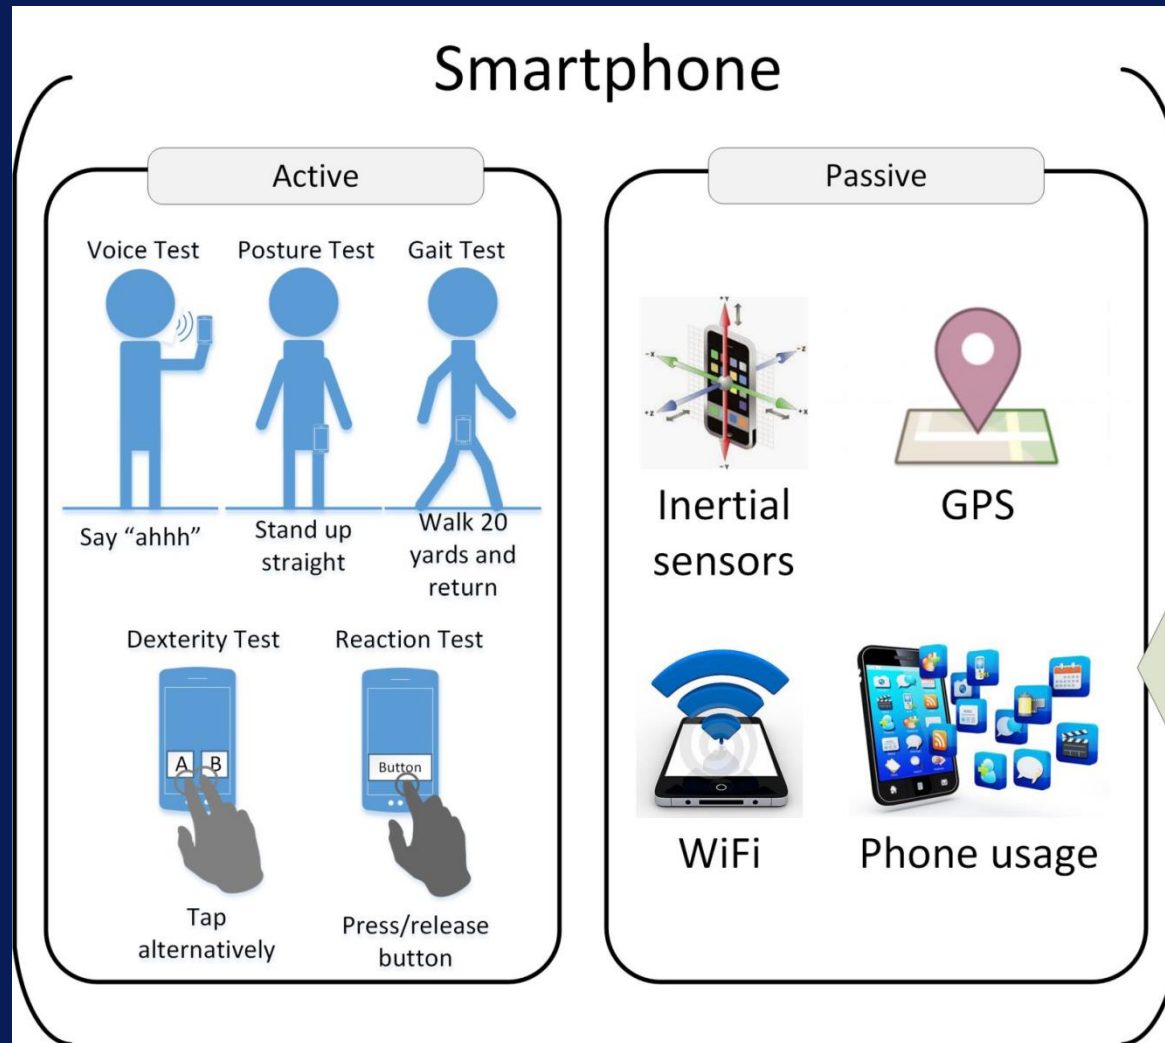 Smartphone
Active
Voice Test
Posture Test
Gait Test
Say “ahhh”
Stand up
straight
Walk 20
yards and
return
Dexterity Test
Reaction Test
A
B
Button
Tap
alternatively
Press/release
button
Passive
+Y
-X
-Z
+Z
+X
-Y
Inertial
sensors
GPS
WiFi
Phone usage